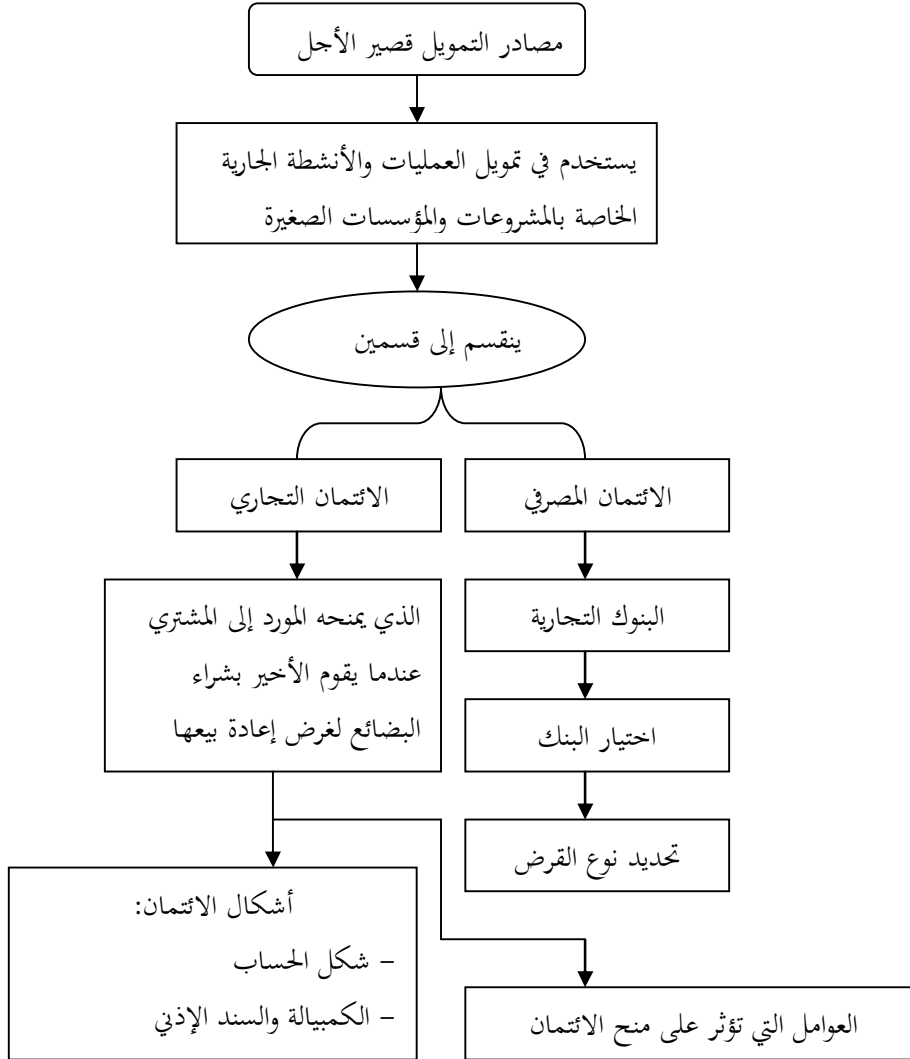 مصادر التمويل قصير الأجل
يستخدم في تمويل العمليات والأنشطة الجارية
الخاصة بالمشروعات والمؤسسات الصغيرة
ينقسم إلى قسمين
الائتمان المصرفي
الائتمان التجاري
البنوك التجارية
الذي يمنحه المورد إلى المشتري
عندما يقوم الأخير بشراء
البضائع لغرض إعادة بيعها
اختيار البنك
تحديد نوع القرض
أشكال الائتمان:
– شكل الحساب
– الكمبيالة والسند الإذني
العوامل التي تؤثر على منح الائتمان